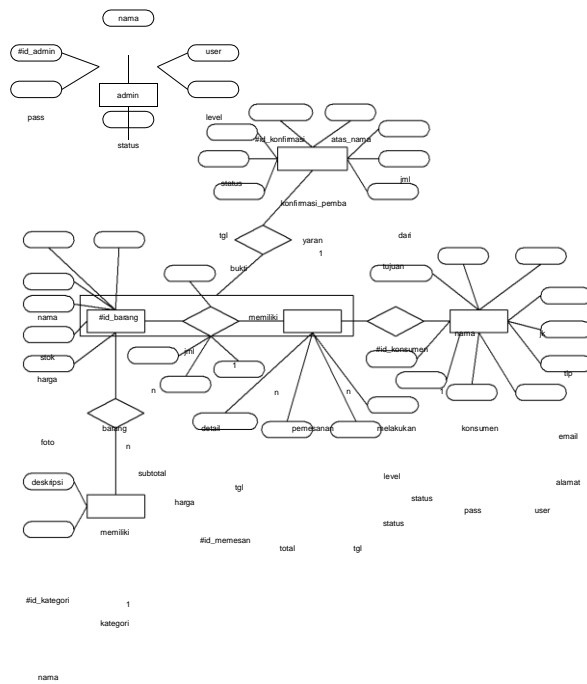 nama
#id_admin
user
admin
pass
level
status
#id_konfirmasi
atas_nama
status
jml
konfirmasi_pemba
yaran
tgl
dari
1
bukti
tujuan
nama
#id_barang
memiliki
nama
jk
#id_konsumen
stok
jml
1
tlp
harga
n
n
n
1
barang
detail
pemesanan
melakukan
konsumen
foto
n
email
deskripsi
subtotal
tgl
level
alamat
harga
status
pass
user
status
memiliki
#id_memesan
total
tgl
#id_kategori
1
kategori
nama